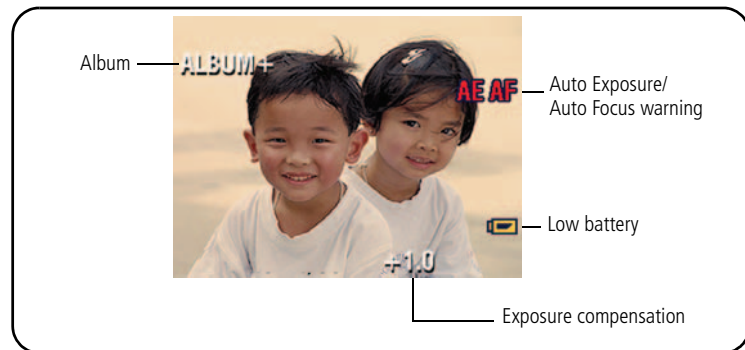 Album
ALBUM+
AE AF
Auto Exposure/
Auto Focus warning
Low battery
+1.0
Exposure compensation